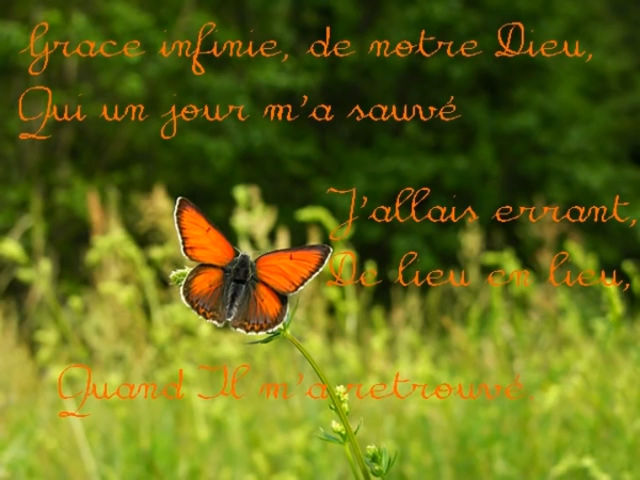 Grace infinie, de notre Dieu,
Qui un jour m'a sauvé
J'allais errant,
De lieu en lieu,
Quand Il m'a retrouvé.